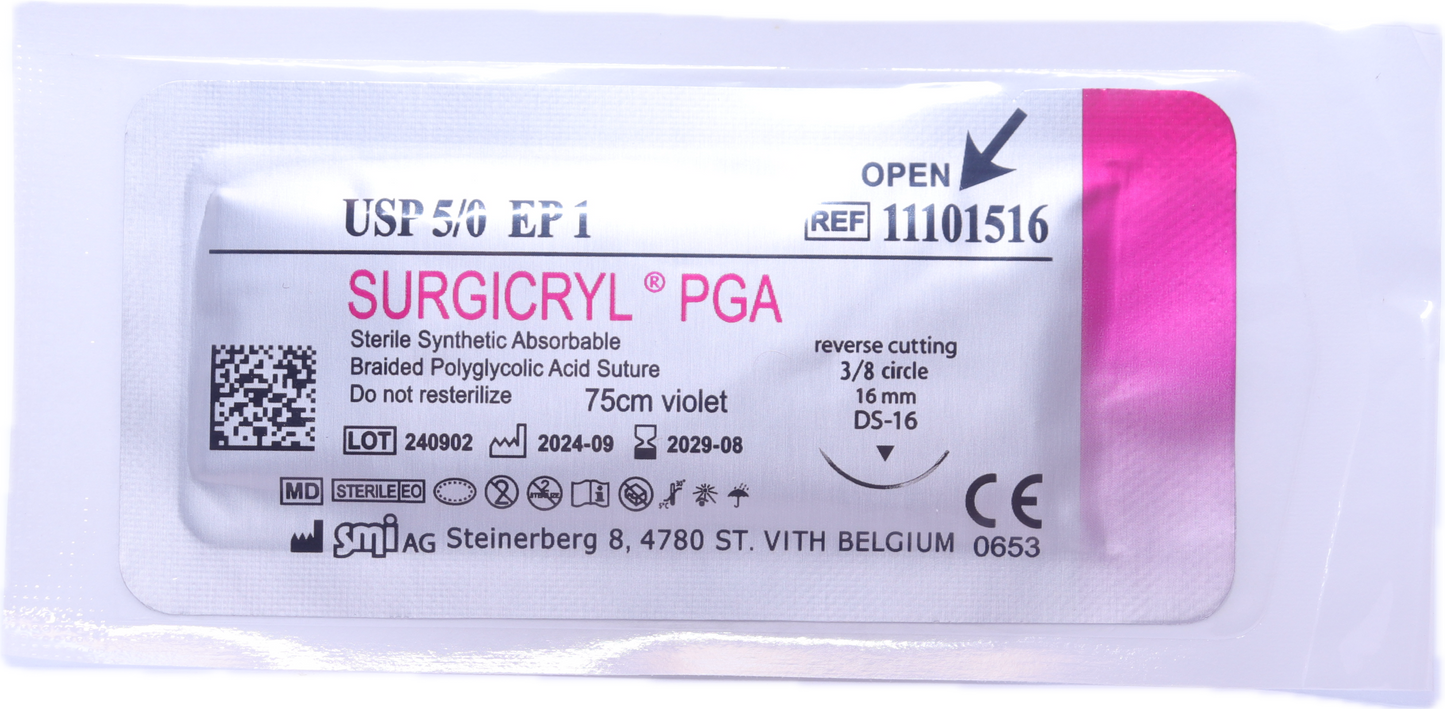 OPEN
USP 5/0 EP 1
REF 11101516
SURGICRYL® PGA
Sterile Synthetic Absorbable
Braided Polyglycolic Acid Suture
Do not resterilize
75cm violet
reverse cutting
3/8 circle
16 mm
DS-16
LOT 240902 2024-09 2029-08
MD STERILE EO
smi AG Steinerberg 8, 4780 ST. VITH BELGIUM
CE
0653